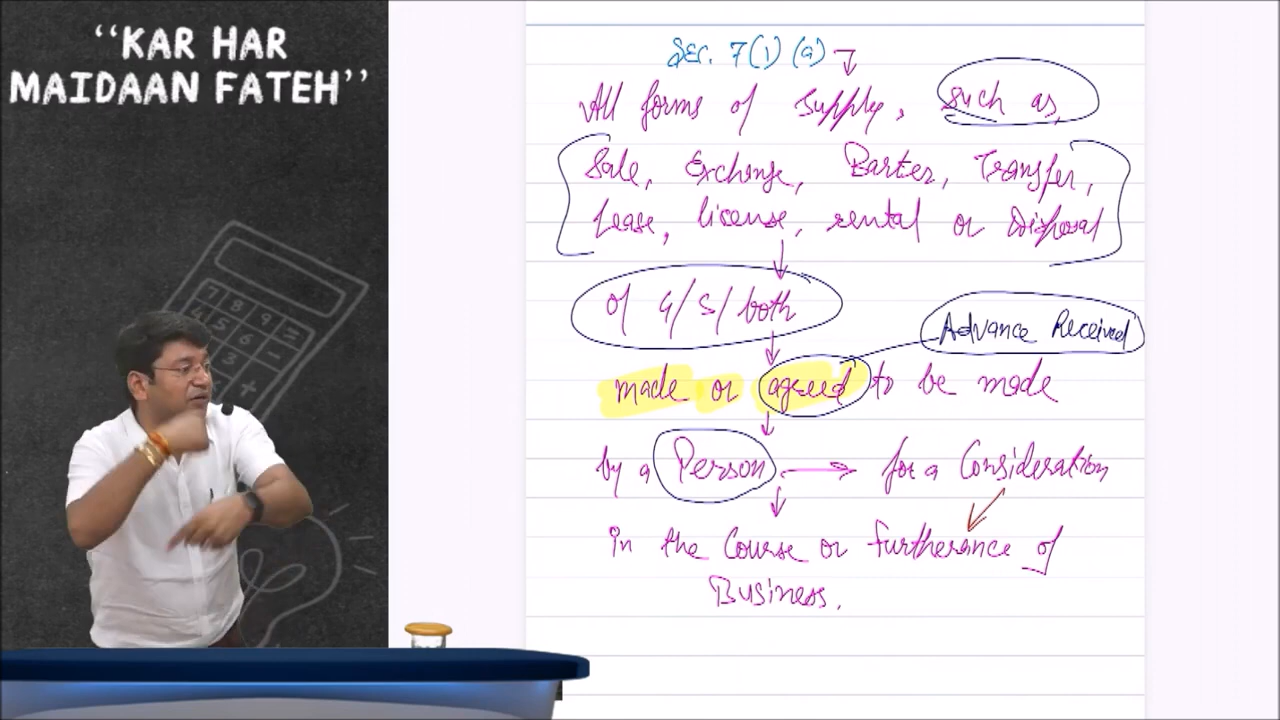 “KAR HAR
MAIDAAN FATEH”
Sec. 7(1)(a)
All forms of supply, such as,
Sale, Exchange, Barter, Transfer,
Lease, license, rental or Disposal
of G/S/both
Advance Received
made or agreed to be made
by a Person → for a Consideration
in the Course or furtherance of
Business.